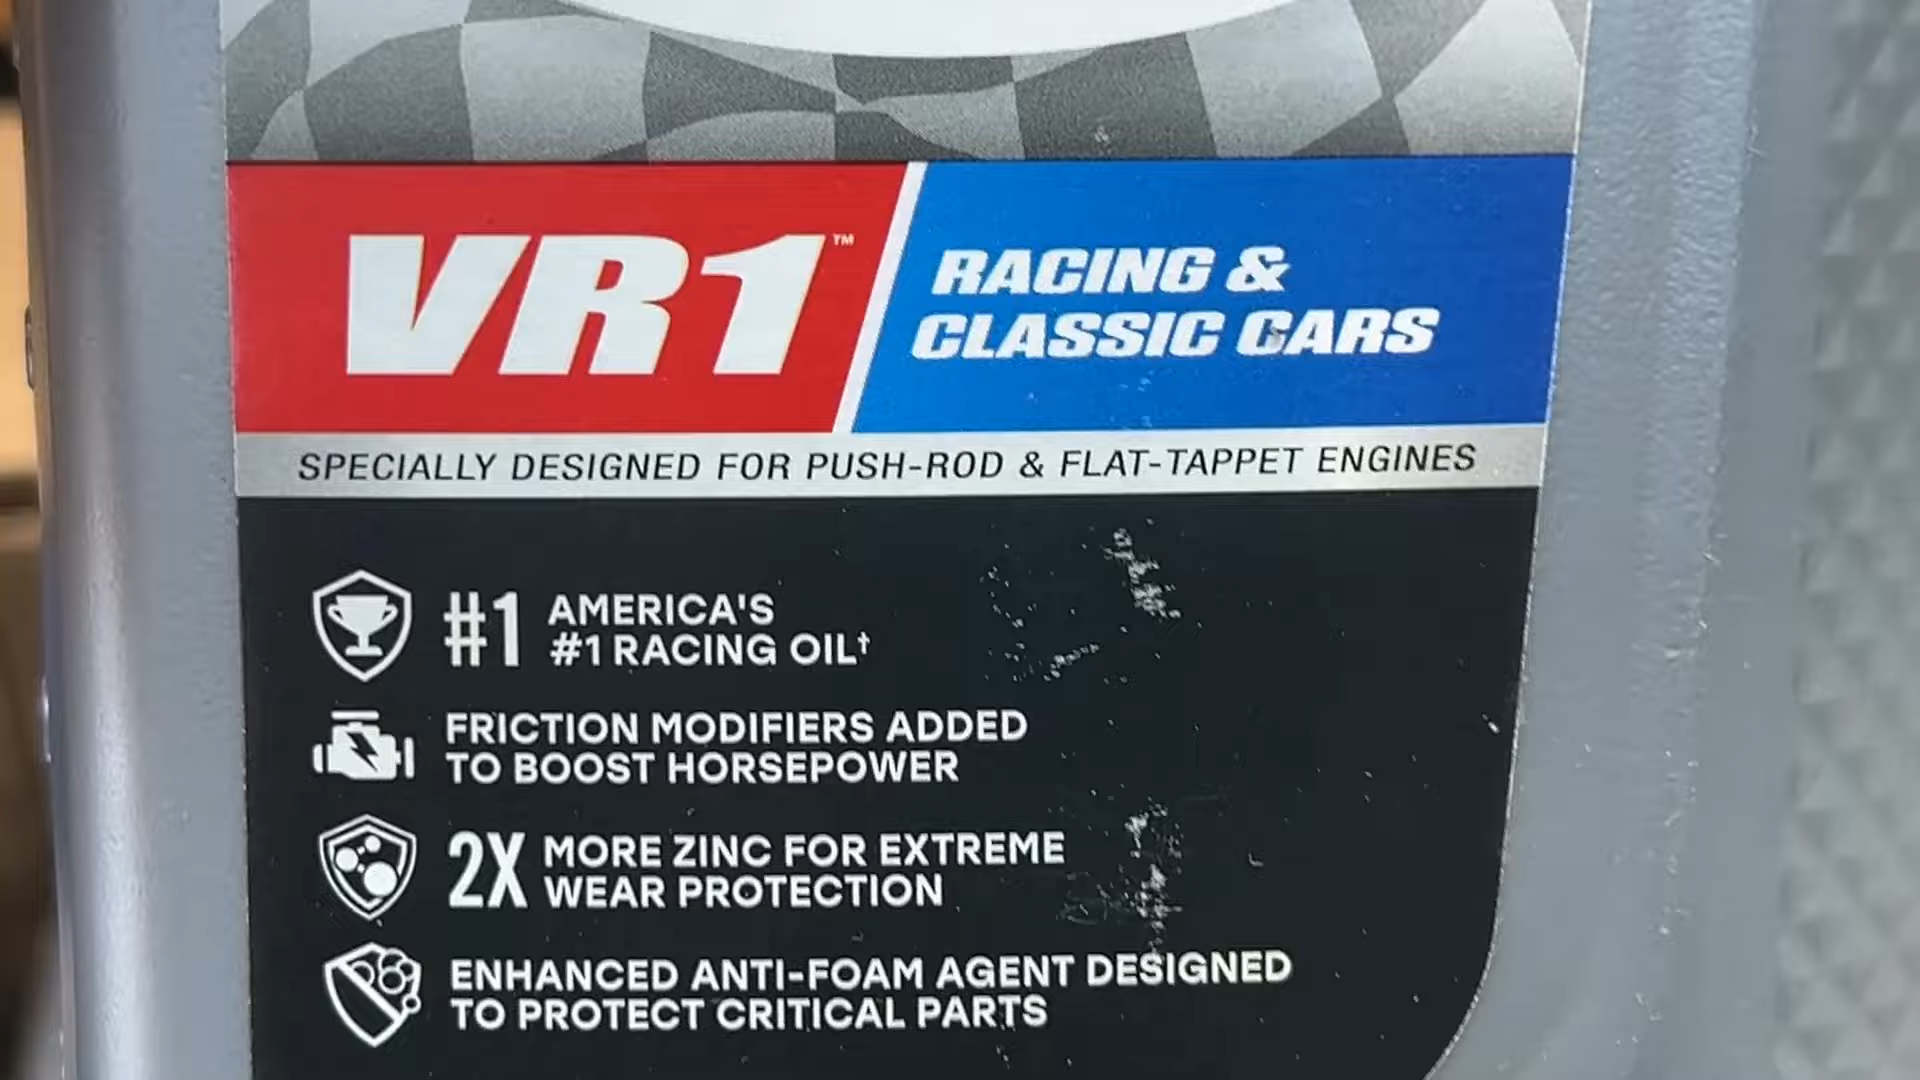 VR1™
RACING &
CLASSIC CARS
SPECIALLY DESIGNED FOR PUSH-ROD & FLAT-TAPPET ENGINES
#1 AMERICA'S
#1 RACING OIL†
FRICTION MODIFIERS ADDED
TO BOOST HORSEPOWER
2X MORE ZINC FOR EXTREME
WEAR PROTECTION
ENHANCED ANTI-FOAM AGENT DESIGNED
TO PROTECT CRITICAL PARTS